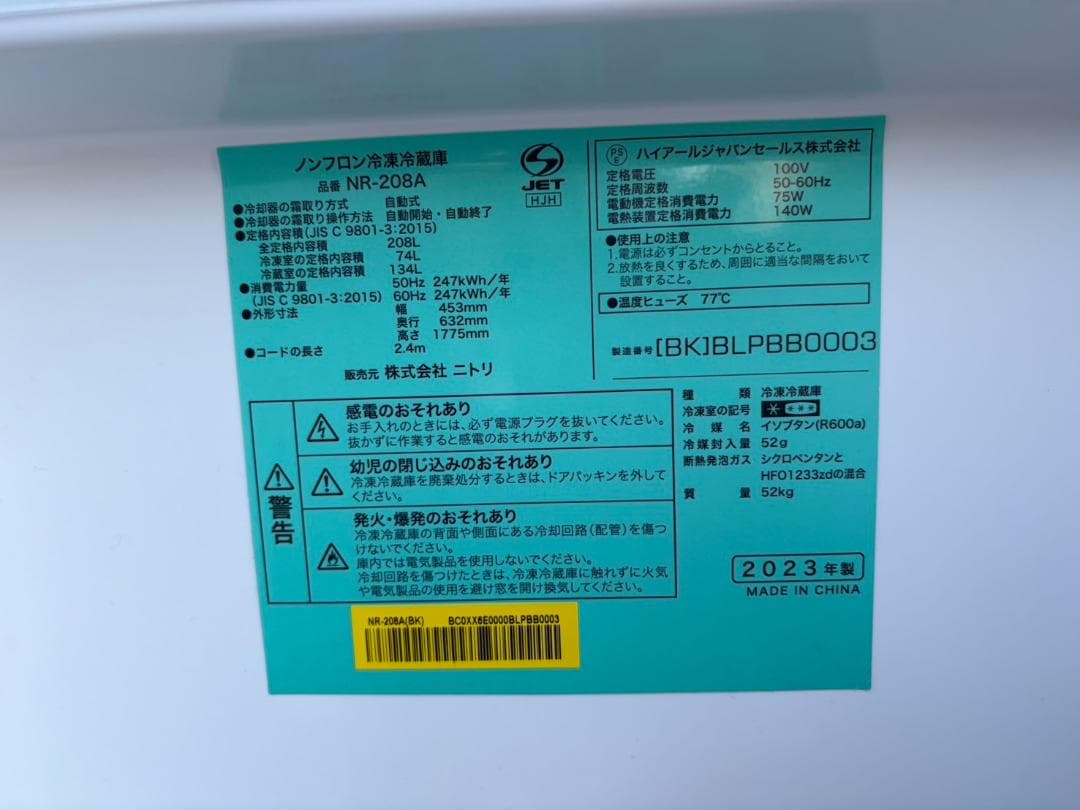 ノンフロン冷凍冷蔵庫
品番 NR-208A
●冷却器の霜取り方式 自動式
●冷却器の霜取り操作方法 自動開始・自動終了
●定格内容積(JIS C 9801-3:2015)
全定格内容積 208L
冷凍室の定格内容積 74L
冷蔵室の定格内容積 134L
●消費電力量 50Hz 247kWh/年
(JIS C 9801-3:2015) 60Hz 247kWh/年
●外形寸法 幅 453mm
奥行 632mm
高さ 1775mm
●コードの長さ 2.4m
販売元 株式会社 ニトリ
JET
HJH
PSE ハイアールジャパンセールス株式会社
定格電圧 100V
定格周波数 50-60Hz
電動機定格消費電力 75W
電熱装置定格消費電力 140W
●使用上の注意
1.電源は必ずコンセントからとること。
2.放熱を良くするため、周囲に適当な間隔をおいて
設置すること。
●温度ヒューズ 77℃
製造番号 [BK]BLPBB0003
警告
感電のおそれあり
お手入れのときには、必ず電源プラグを抜いてください。
抜かずに作業すると感電のおそれがあります。
幼児の閉じ込めのおそれあり
冷凍冷蔵庫を廃棄処分するときは、ドアパッキンを外して
ください。
発火・爆発のおそれあり
冷凍冷蔵庫の背面や側面にある冷却回路(配管)を傷つ
けないでください。
庫内では電気製品を使用しないでください。
冷却回路を傷つけたときは、冷凍冷蔵庫に触れずに火気
や電気製品の使用を避け窓を開け換気してください。
種類 冷凍冷蔵庫
冷凍室の記号
冷媒名 イソブタン(R600a)
冷媒封入量 52g
断熱発泡ガス シクロペンタンと
HFO1233zdの混合
質量 52kg
2023年製
MADE IN CHINA
NR-208A(BK) BC0XX6E0000BLPBB0003